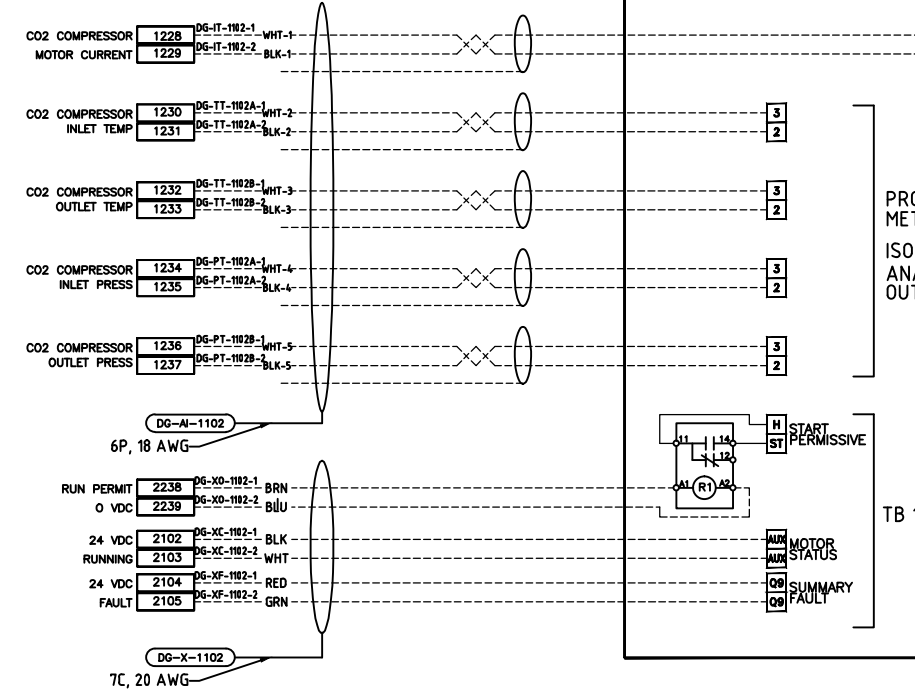 CO2 COMPRESSOR 1228 DG-IT-1102-1 WHT-1
MOTOR CURRENT 1229 DG-IT-1102-2 BLK-1
CO2 COMPRESSOR 1230 DG-TT-1102A-1 WHT-2 3
INLET TEMP 1231 DG-TT-1102A-2 BLK-2 2
CO2 COMPRESSOR 1232 DG-TT-1102B-1 WHT-3 3
OUTLET TEMP 1233 DG-TT-1102B-2 BLK-3 2
CO2 COMPRESSOR 1234 DG-PT-1102A-1 WHT-4 3
INLET PRESS 1235 DG-PT-1102A-2 BLK-4 2
CO2 COMPRESSOR 1236 DG-PT-1102B-1 WHT-5 3
OUTLET PRESS 1237 DG-PT-1102B-2 BLK-5 2
PRO
MET
ISO
ANA
OUT
DG-AI-1102
6P, 18 AWG
H START
ST PERMISSIVE
11 14
12
A1 R1 A2
RUN PERMIT 2238 DG-XO-1102-1 BRN
0 VDC 2239 DG-XO-1102-2 BLU
24 VDC 2102 DG-XC-1102-1 BLK AUX MOTOR
RUNNING 2103 DG-XC-1102-2 WHT AUX STATUS
24 VDC 2104 DG-XF-1102-1 RED Q9 SUMMARY
FAULT 2105 DG-XF-1102-2 GRN Q9 FAULT
TB 1
DG-X-1102
7C, 20 AWG